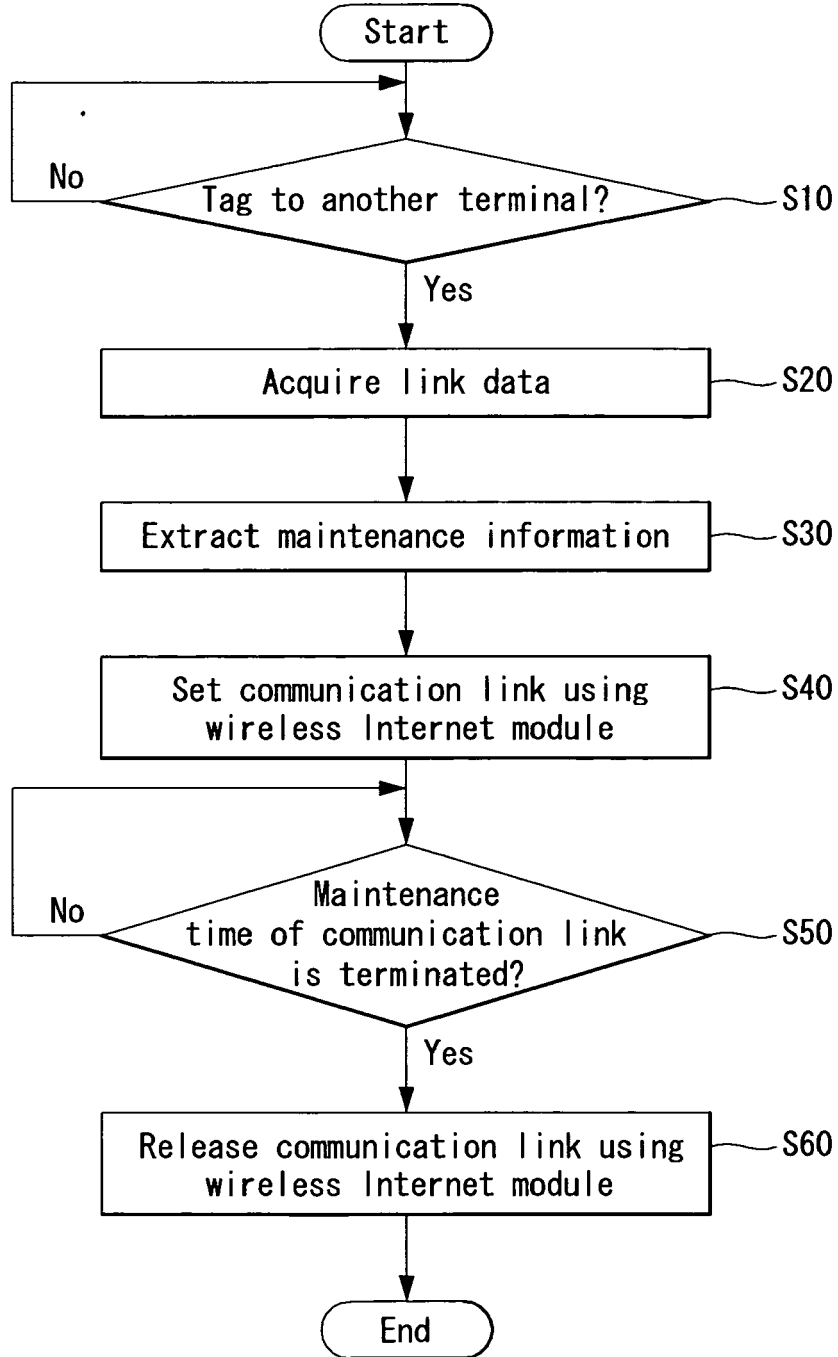 Start
No
Tag to another terminal?
S10
Yes
Acquire link data
S20
Extract maintenance information
S30
Set communication link using
wireless Internet module
S40
No
Maintenance
time of communication link
is terminated?
S50
Yes
Release communication link using
wireless Internet module
S60
End